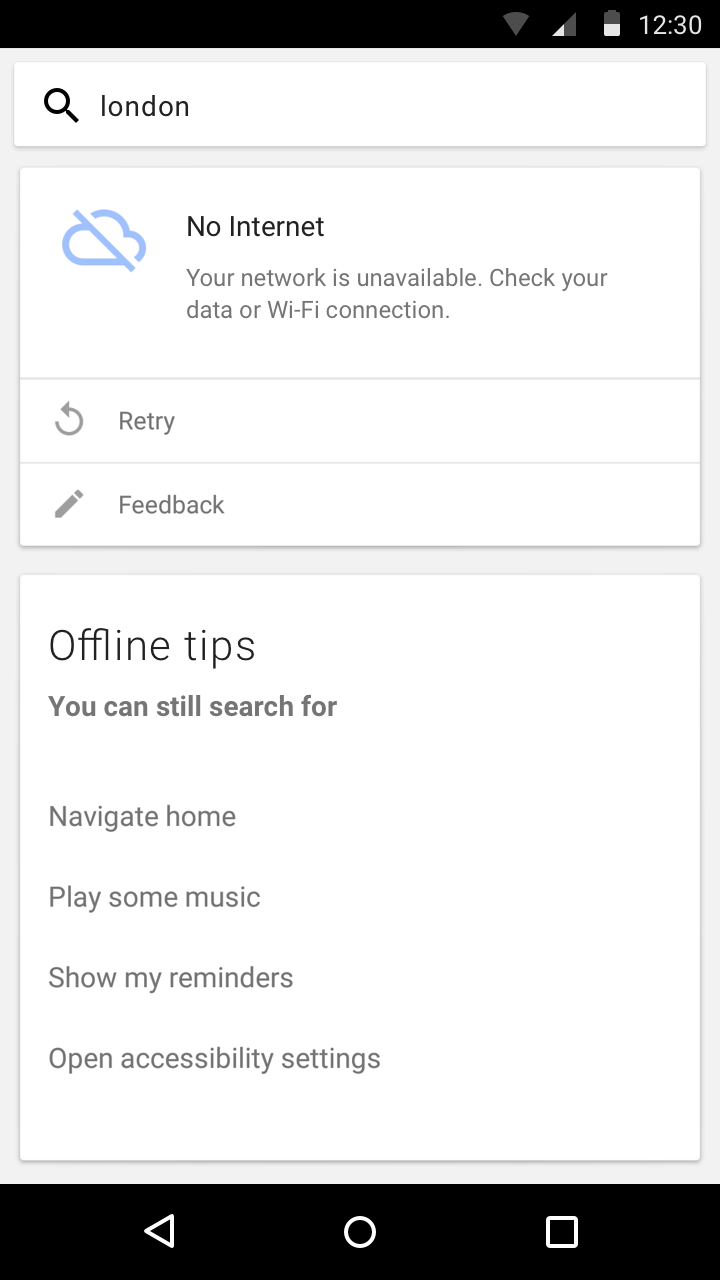 12:30
london
No Internet
Your network is unavailable. Check your
data or Wi-Fi connection.
Retry
Feedback
Offline tips
You can still search for
Navigate home
Play some music
Show my reminders
Open accessibility settings